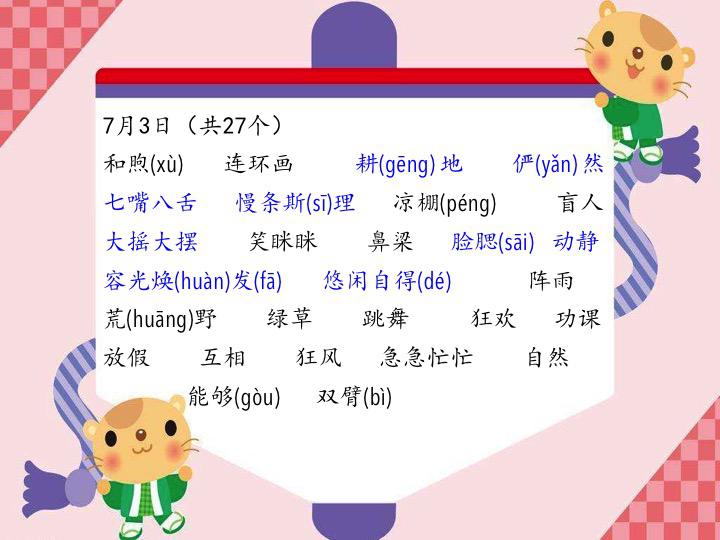 7月3日（共27个）
和煦(xù) 连环画 耕(gēng)地 俨(yǎn)然
七嘴八舌 慢条斯(sī)理 凉棚(péng) 盲人
大摇大摆 笑眯眯 鼻梁 脸腮(sāi) 动静
容光焕(huàn)发(fā) 悠闲自得(dé) 阵雨
荒(huāng)野 绿草 跳舞 狂欢 功课
放假 互相 狂风 急急忙忙 自然
能够(gòu) 双臂(bì)